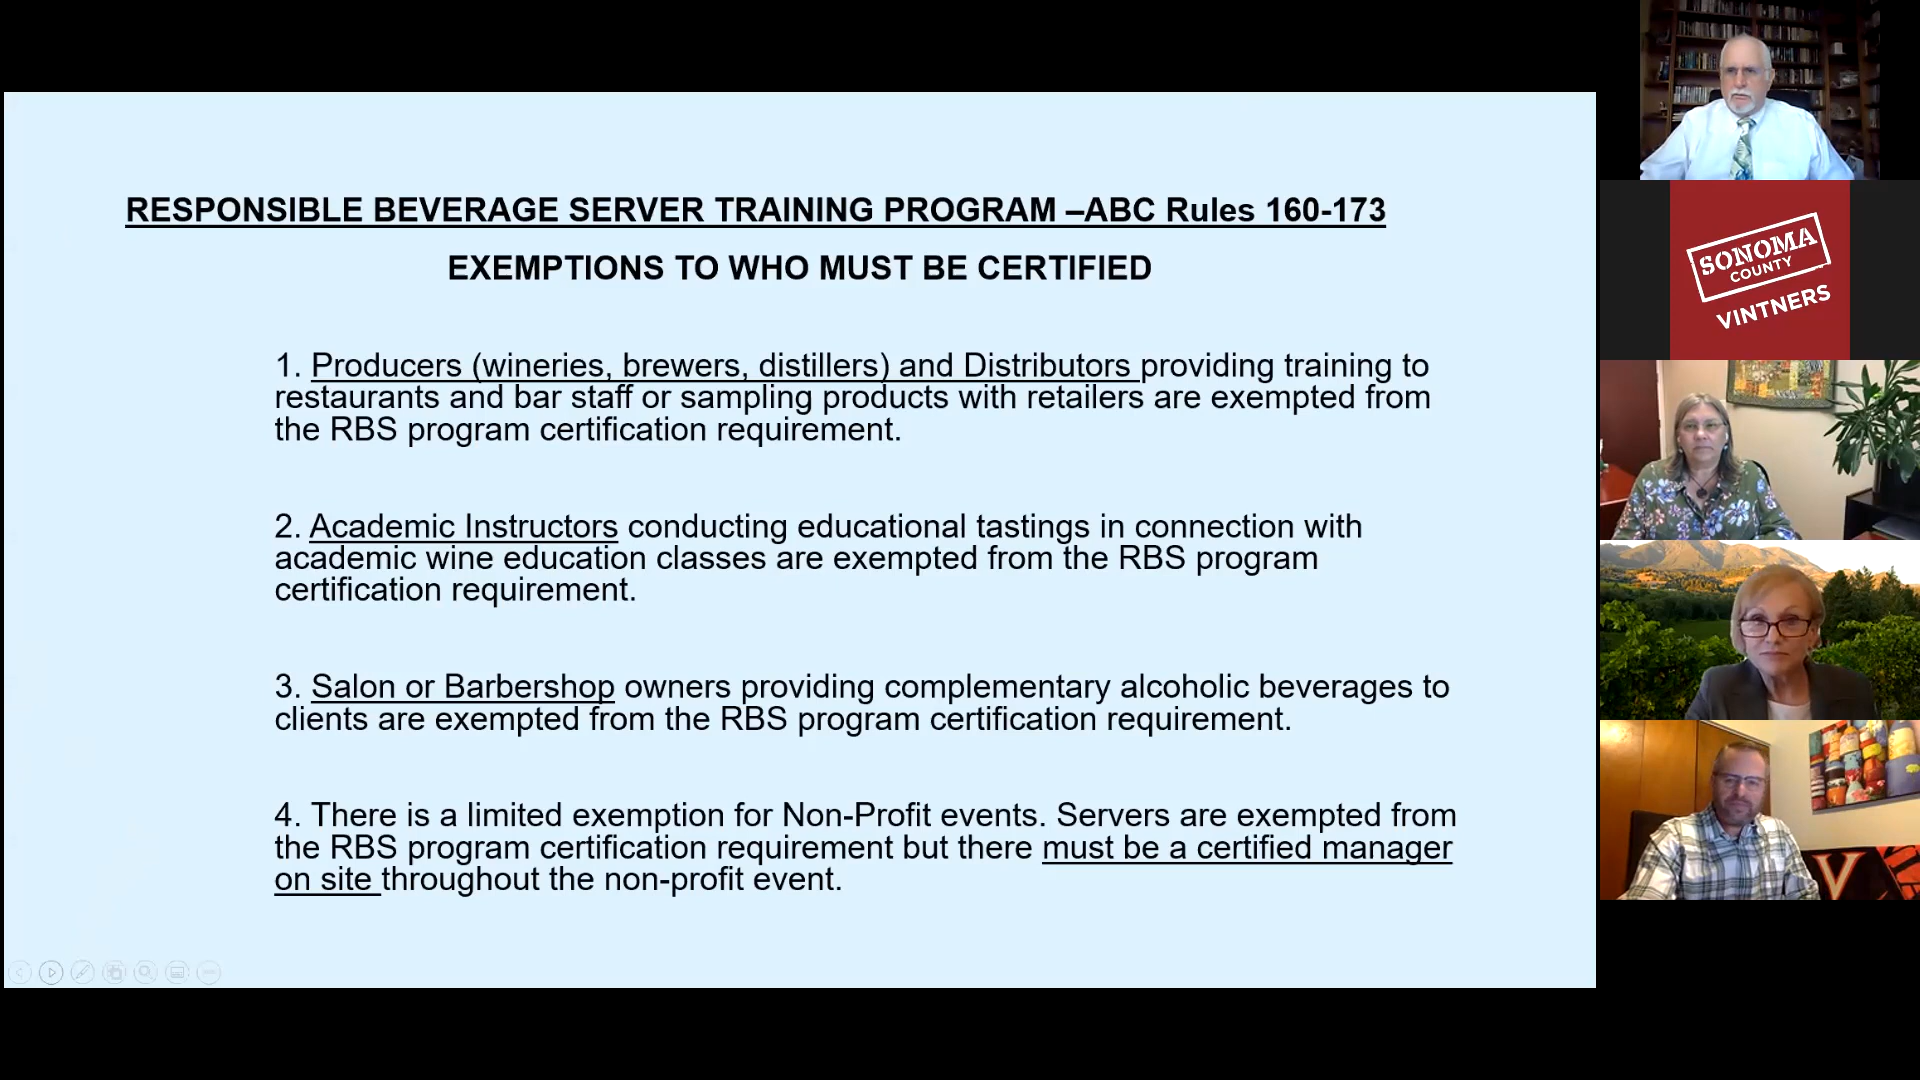 RESPONSIBLE BEVERAGE SERVER TRAINING PROGRAM –ABC Rules 160-173
EXEMPTIONS TO WHO MUST BE CERTIFIED
1. Producers (wineries, brewers, distillers) and Distributors providing training to
restaurants and bar staff or sampling products with retailers are exempted from
the RBS program certification requirement.
2. Academic Instructors conducting educational tastings in connection with
academic wine education classes are exempted from the RBS program
certification requirement.
3. Salon or Barbershop owners providing complementary alcoholic beverages to
clients are exempted from the RBS program certification requirement.
4. There is a limited exemption for Non-Profit events. Servers are exempted from
the RBS program certification requirement but there must be a certified manager
on site throughout the non-profit event.
SONOMA
COUNTY
VINTNERS
V